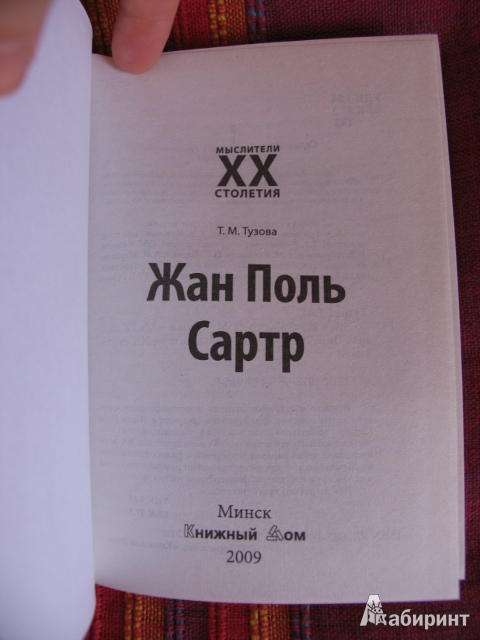 МЫСЛИТЕЛИ
XX
СТОЛЕТИЯ
Т. М. Тузова
Жан Поль
Сартр
Минск
Книжный Дом
2009
Лабиринт